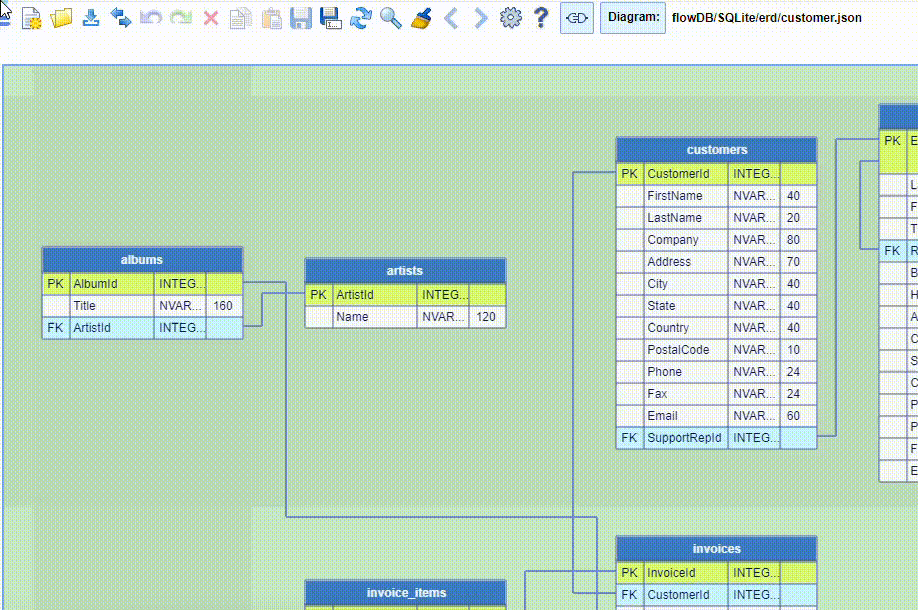 Diagram: flowDB/SQLite/erd/customer.json
albums
PK AlbumId INTEG...
Title NVAR... 160
FK ArtistId INTEG...
artists
PK ArtistId INTEG...
Name NVAR... 120
customers
PK CustomerId INTEG...
FirstName NVAR... 40
LastName NVAR... 20
Company NVAR... 80
Address NVAR... 70
City NVAR... 40
State NVAR... 40
Country NVAR... 40
PostalCode NVAR... 10
Phone NVAR... 24
Fax NVAR... 24
Email NVAR... 60
FK SupportRepId INTEG...
PK E
L
F
T
FK R
B
H
A
C
S
C
P
P
F
E
invoice_items
invoices
PK InvoiceId INTEG...
FK CustomerId INTEG...